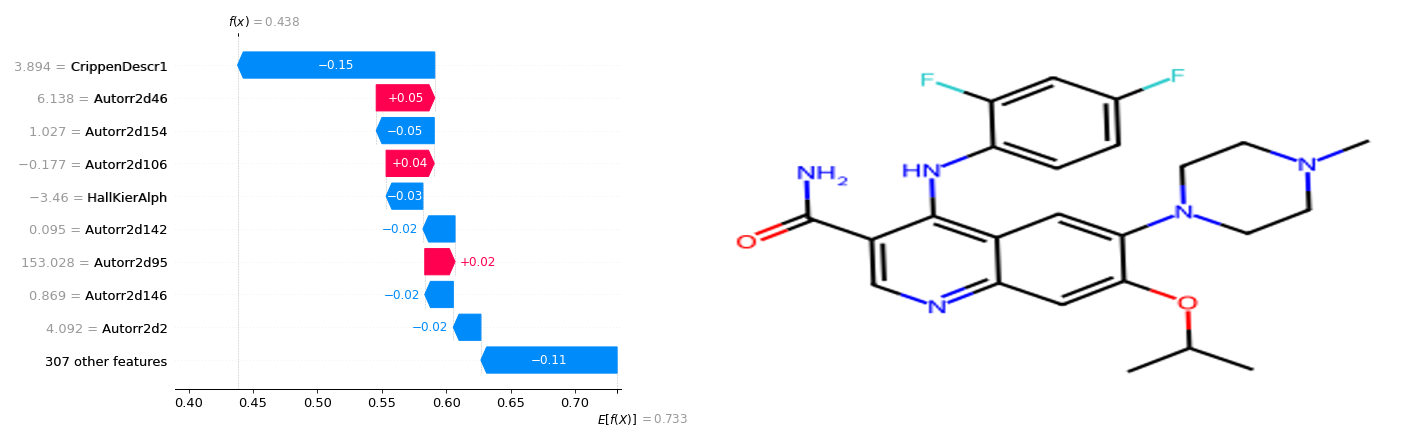 f(x) = 0.438
3.894 = CrippenDescr1
−0.15
6.138 = Autorr2d46
+0.05
1.027 = Autorr2d154
−0.05
−0.177 = Autorr2d106
+0.04
−3.46 = HallKierAlph
−0.03
0.095 = Autorr2d142
−0.02
153.028 = Autorr2d95
+0.02
0.869 = Autorr2d146
−0.02
4.092 = Autorr2d2
−0.02
307 other features
−0.11
0.40 0.45 0.50 0.55 0.60 0.65 0.70
E[f(X)] = 0.733
F
F
NH2
HN
N
O
N
N
O